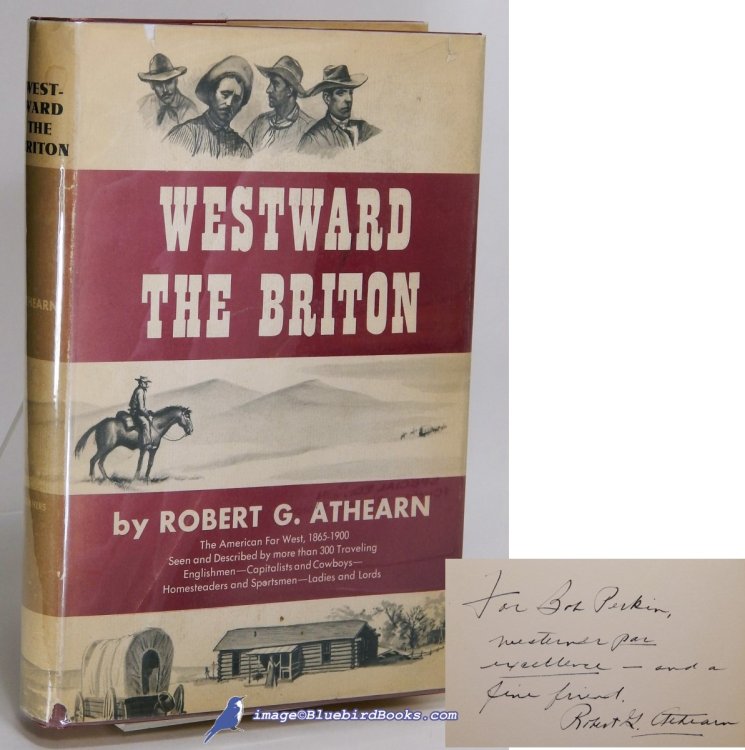 WEST-
WARD
THE
BRITON
ATHEARN
WESTWARD
THE BRITON
by ROBERT G. ATHEARN
The American Far West, 1865-1900
Seen and Described by more than 300 Traveling
Englishmen—Capitalists and Cowboys—
Homesteaders and Sportsmen—Ladies and Lords
For Bob Perkin,
westerner par
excellence — and a
fine friend.
Robert G. Athearn
image©BluebirdBooks.com